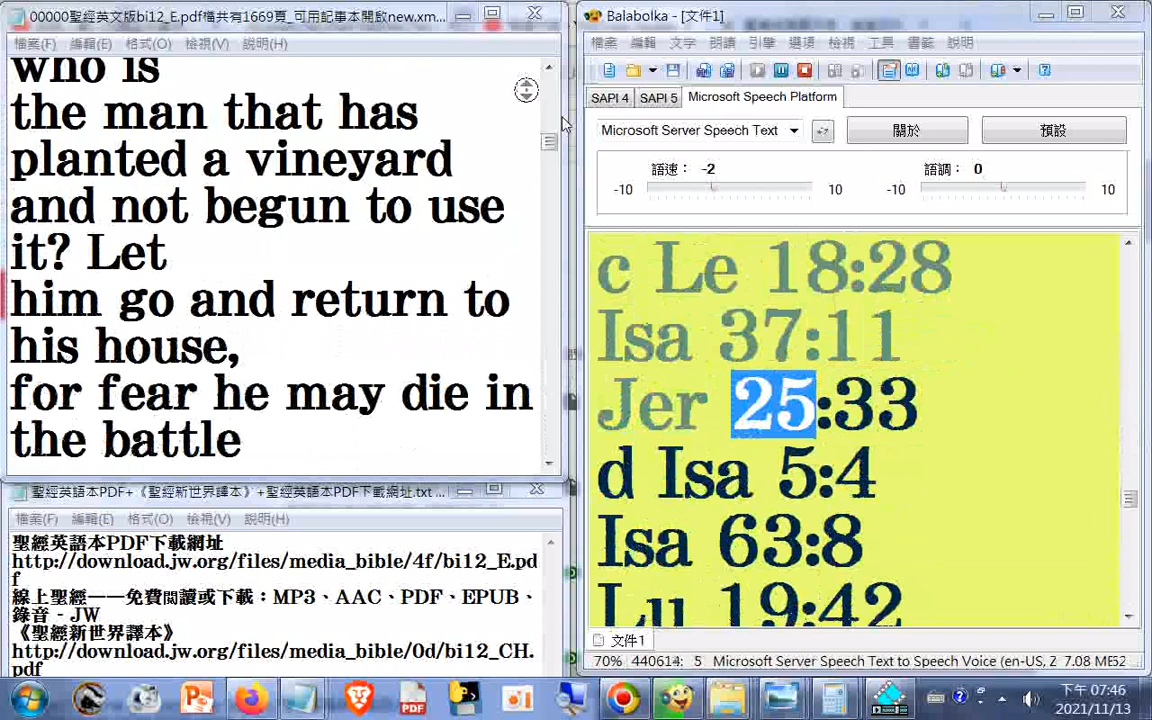 00000聖經英文版bi12_E.pdf檔共有1669頁_可用記事本開啟new.xm...
檔案(F) 編輯(E) 格式(O) 檢視(V) 說明(H)
who is
the man that has
planted a vineyard
and not begun to use
it? Let
him go and return to
his house,
for fear he may die in
the battle
聖經英語本PDF+《聖經新世界譯本》+聖經英語本PDF下載網址.txt ...
檔案(F) 編輯(E) 格式(O) 檢視(V) 說明(H)
聖經英語本PDF下載網址
http://download.jw.org/files/media_bible/4f/bi12_E.pd
f
線上聖經——免費閱讀或下載：MP3、AAC、PDF、EPUB、
錄音 - JW
《聖經新世界譯本》
http://download.jw.org/files/media_bible/0d/bi12_CH.
pdf
Balabolka - [文件1]
檔案 編輯 文字 朗讀 引擎 選項 檢視 工具 書籤 說明
SAPI 4 SAPI 5 Microsoft Speech Platform
Microsoft Server Speech Text 關於 預設
語速： -2 語調： 0
-10 10 -10 10
c Le 18:28
Isa 37:11
Jer 25:33
d Isa 5:4
Isa 63:8
Lu 19:42
文件1
70% 440614: 5 Microsoft Server Speech Text to Speech Voice (en-US, Z 7.08 ME52
下午 07:46
2021/11/13